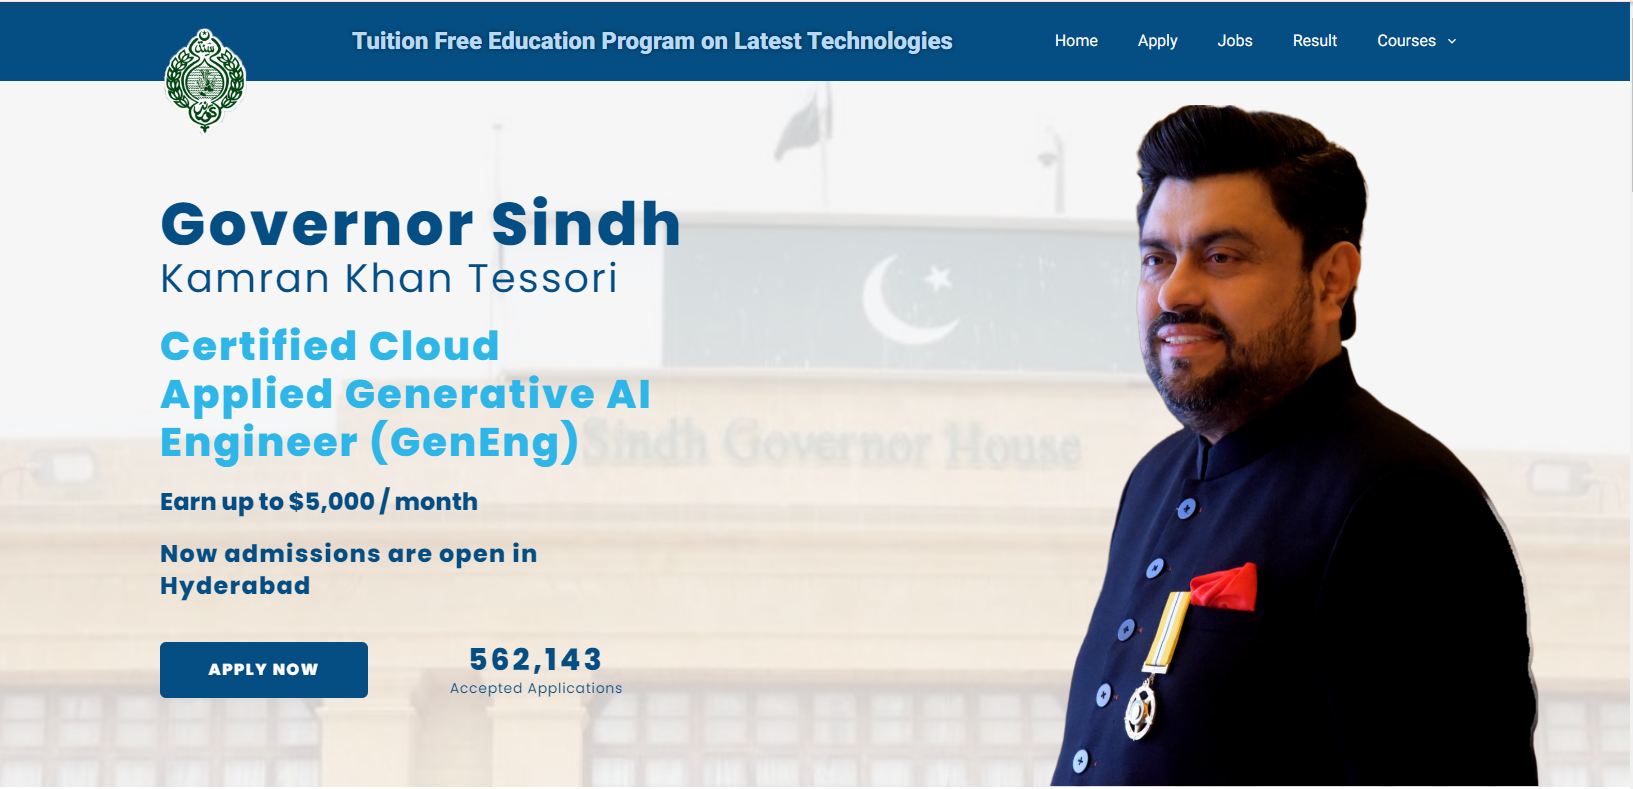 Tuition Free Education Program on Latest Technologies
Home
Apply
Jobs
Result
Courses
Governor Sindh
Kamran Khan Tessori
Certified Cloud
Applied Generative AI
Engineer (GenEng)
Sindh Governor House
Earn up to $5,000 / month
Now admissions are open in
Hyderabad
APPLY NOW
562,143
Accepted Applications